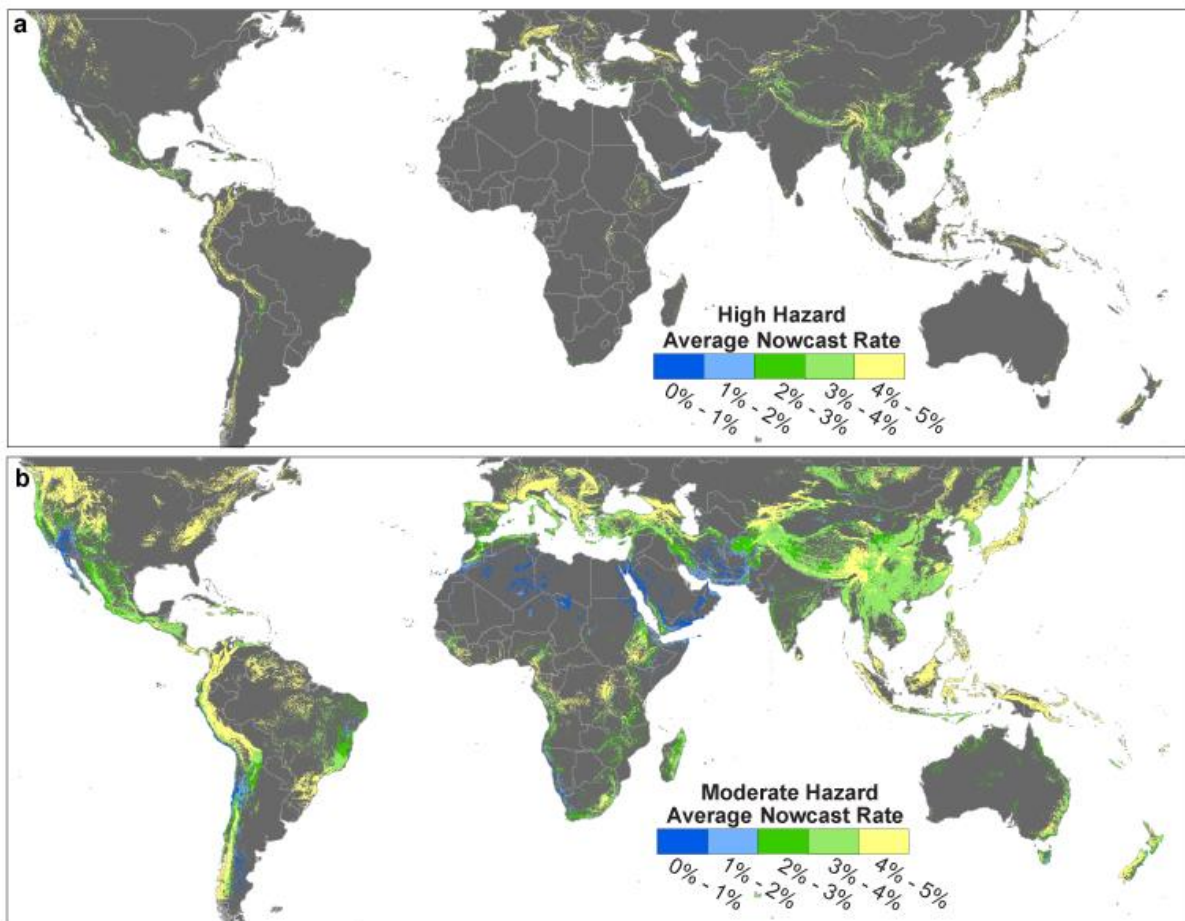 a
High Hazard
Average Nowcast Rate
0% - 1%
1% - 2%
2% - 3%
3% - 4%
4% - 5%
b
Moderate Hazard
Average Nowcast Rate
0% - 1%
1% - 2%
2% - 3%
3% - 4%
4% - 5%